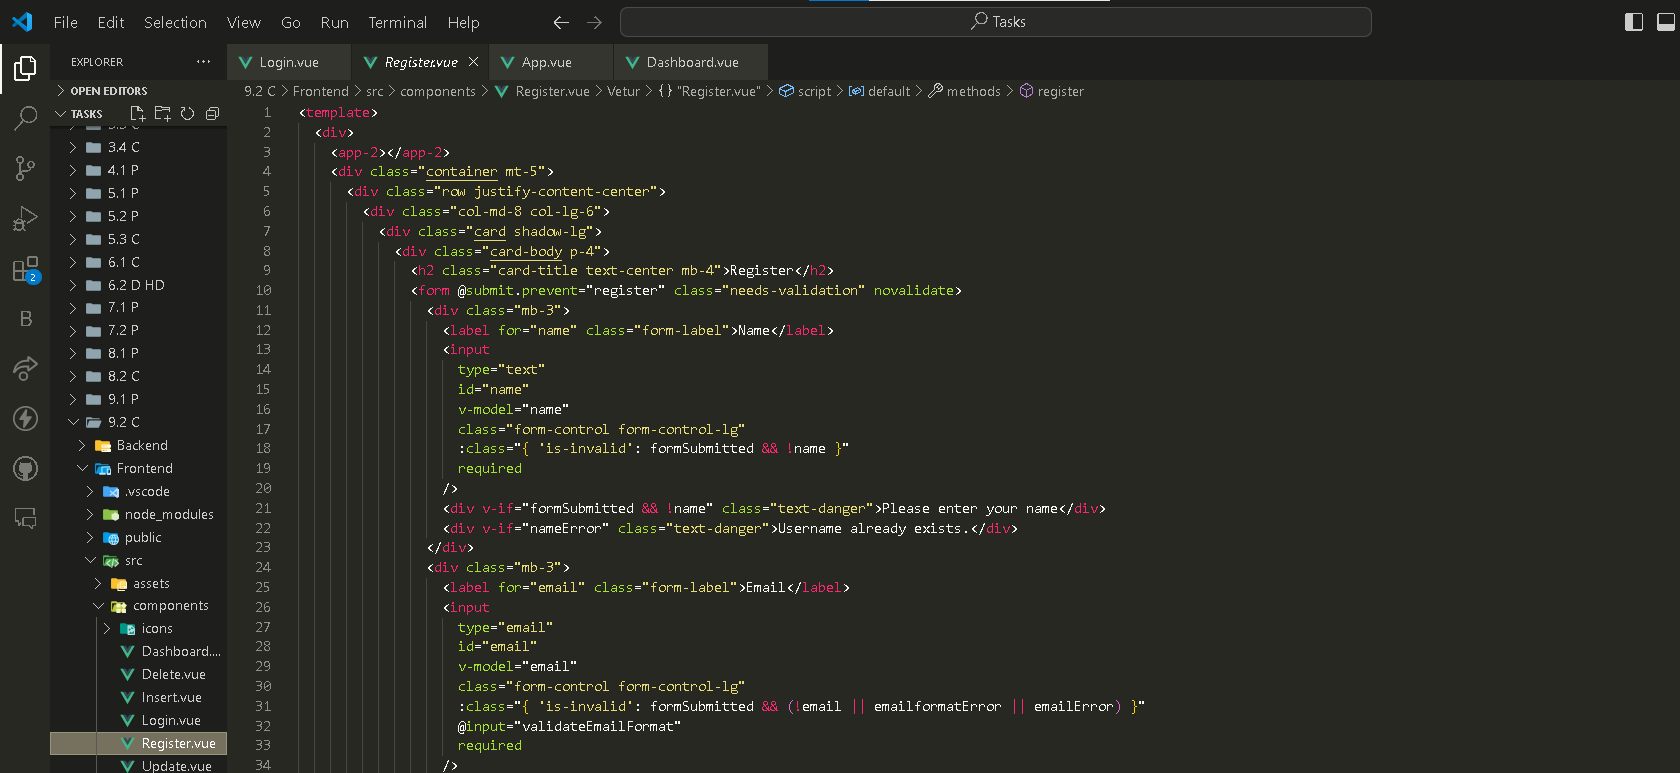 File Edit Selection View Go Run Terminal Help
Tasks
EXPLORER
Login.vue
Register.vue
App.vue
Dashboard.vue
OPEN EDITORS
TASKS
3.4 C
4.1 P
5.1 P
5.2 P
5.3 C
6.1 C
6.2 D HD
7.1 P
7.2 P
8.1 P
8.2 C
9.1 P
9.2 C
Backend
Frontend
.vscode
node_modules
public
src
assets
components
icons
Dashboard....
Delete.vue
Insert.vue
Login.vue
Register.vue
Update.vue
2
B
9.2 C > Frontend > src > components > Register.vue > Vetur > {} "Register.vue" > script > default > methods > register
1 <template>
2 <div>
3 <app-2></app-2>
4 <div class="container mt-5">
5 <div class="row justify-content-center">
6 <div class="col-md-8 col-lg-6">
7 <div class="card shadow-lg">
8 <div class="card-body p-4">
9 <h2 class="card-title text-center mb-4">Register</h2>
10 <form @submit.prevent="register" class="needs-validation" novalidate>
11 <div class="mb-3">
12 <label for="name" class="form-label">Name</label>
13 <input
14 type="text"
15 id="name"
16 v-model="name"
17 class="form-control form-control-lg"
18 :class="{ 'is-invalid': formSubmitted && !name }"
19 required
20 />
21 <div v-if="formSubmitted && !name" class="text-danger">Please enter your name</div>
22 <div v-if="nameError" class="text-danger">Username already exists.</div>
23 </div>
24 <div class="mb-3">
25 <label for="email" class="form-label">Email</label>
26 <input
27 type="email"
28 id="email"
29 v-model="email"
30 class="form-control form-control-lg"
31 :class="{ 'is-invalid': formSubmitted && (!email || emailformatError || emailError) }"
32 @input="validateEmailFormat"
33 required
34 />